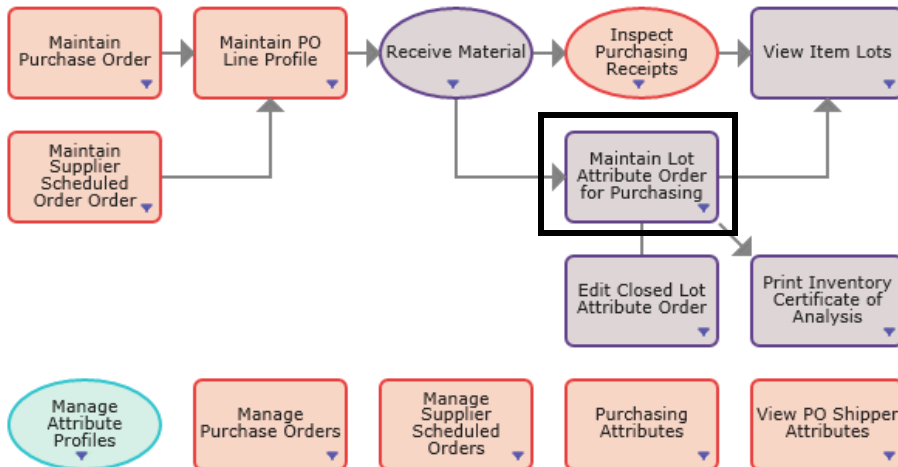 Maintain
Purchase Order
Maintain PO
Line Profile
Receive Material
Inspect
Purchasing
Receipts
View Item Lots
Maintain
Supplier
Scheduled
Order Order
Maintain Lot
Attribute Order
for Purchasing
Edit Closed Lot
Attribute Order
Print Inventory
Certificate of
Analysis
Manage
Attribute
Profiles
Manage
Purchase Orders
Manage
Supplier
Scheduled
Orders
Purchasing
Attributes
View PO Shipper
Attributes